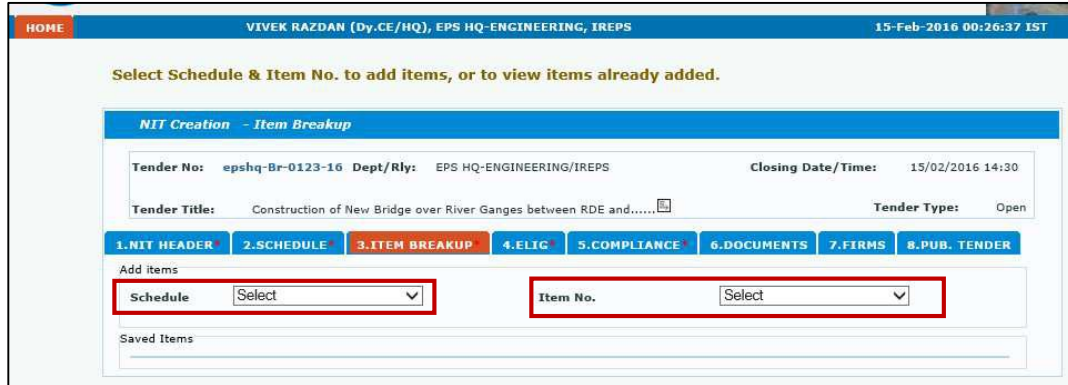 HOME VIVEK RAZDAN (Dy.CE/HQ), EPS HQ-ENGINEERING, IREPS 15-Feb-2016 00:26:37 IST
Select Schedule & Item No. to add items, or to view items already added.
NIT Creation - Item Breakup
Tender No: epshq-Br-0123-16 Dept/Rly: EPS HQ-ENGINEERING/IREPS Closing Date/Time: 15/02/2016 14:30
Tender Title: Construction of New Bridge over River Ganges between RDE and...... Tender Type: Open
1.NIT HEADER* 2.SCHEDULE* 3.ITEM BREAKUP* 4.ELIG* 5.COMPLIANCE* 6.DOCUMENTS 7.FIRMS 8.PUB. TENDER
Add items
Schedule Select Item No. Select
Saved Items